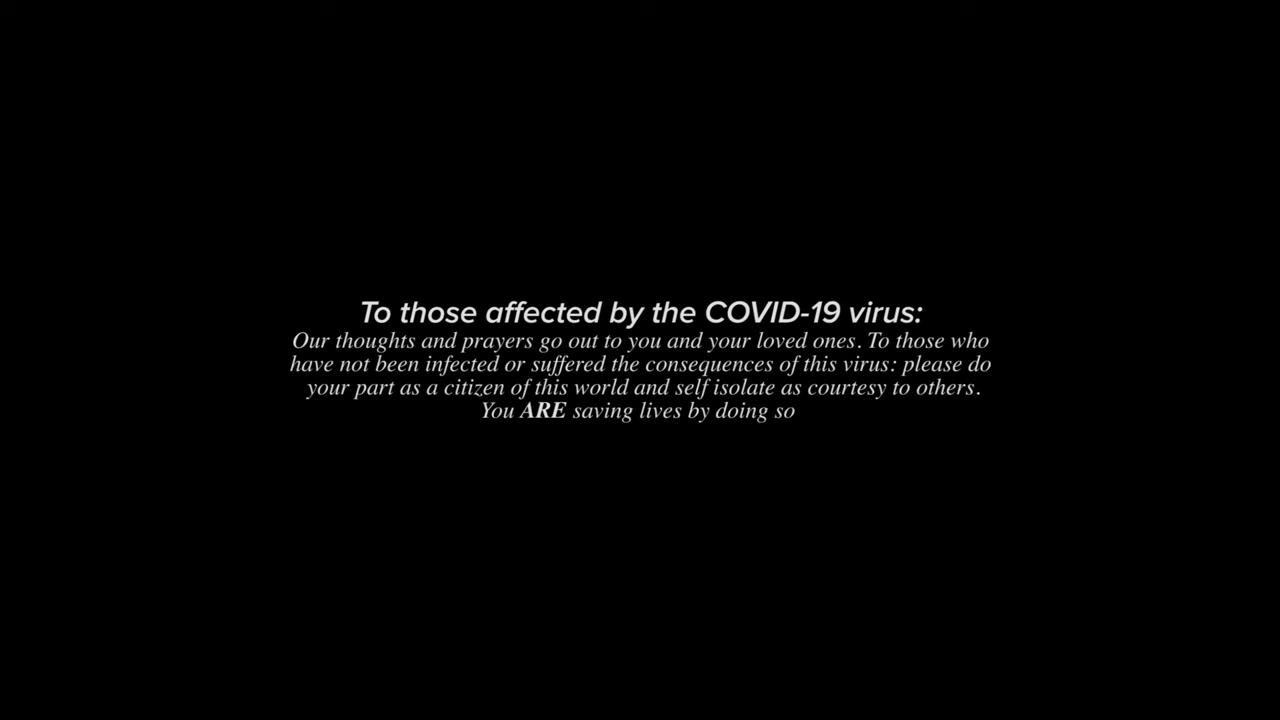 To those affected by the COVID-19 virus:
Our thoughts and prayers go out to you and your loved ones. To those who
have not been infected or suffered the consequences of this virus: please do
your part as a citizen of this world and self isolate as courtesy to others.
You ARE saving lives by doing so